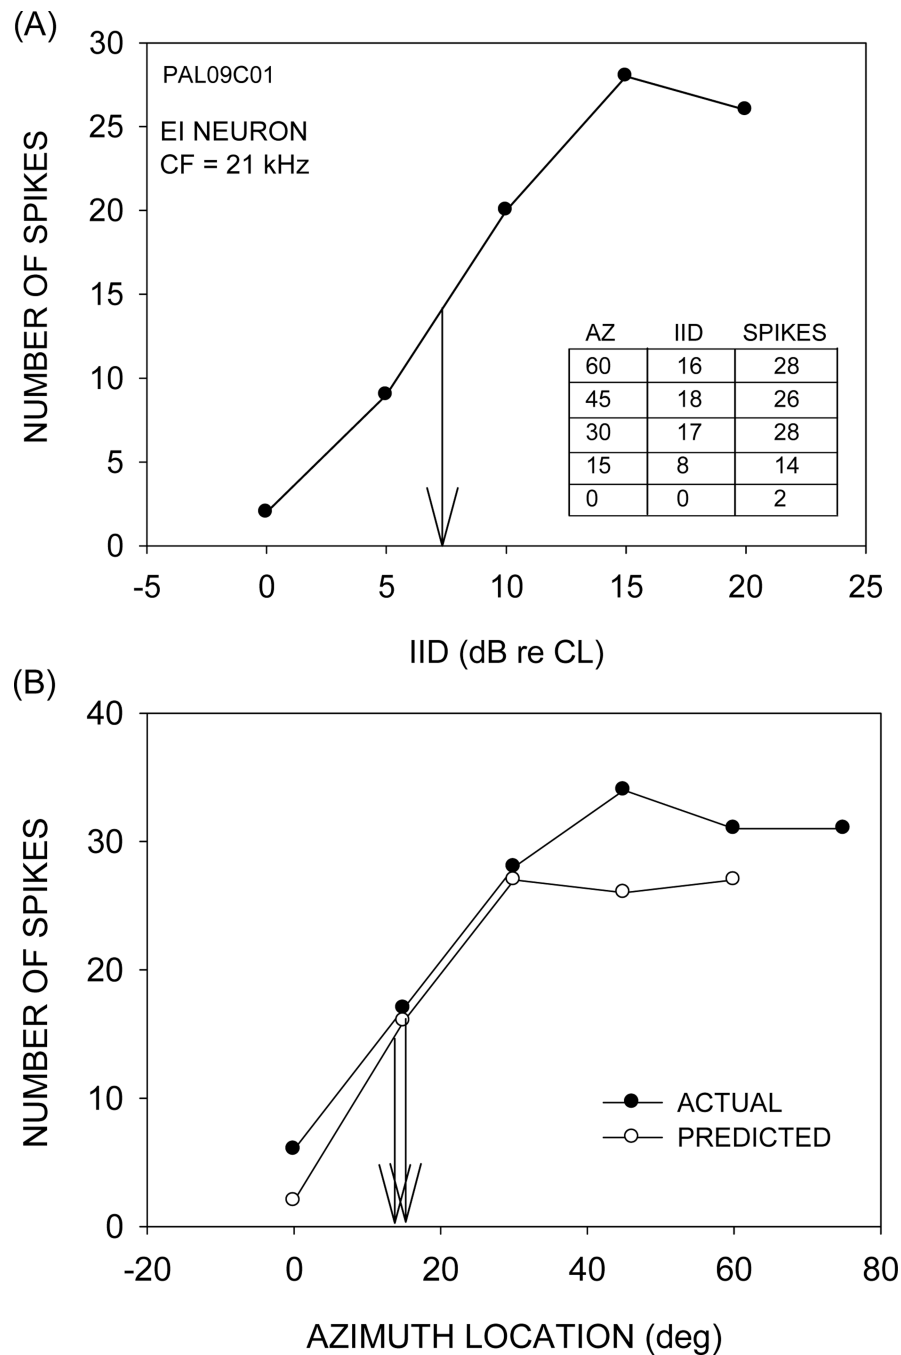 (A)
30
25
20
15
10
5
0
NUMBER OF SPIKES
PAL09C01
EI NEURON
CF = 21 kHz
AZ IID SPIKES
60 16 28
45 18 26
30 17 28
15 8 14
0 0 2
-5 0 5 10 15 20 25
IID (dB re CL)
(B)
40
30
20
10
0
NUMBER OF SPIKES
ACTUAL
PREDICTED
-20 0 20 40 60 80
AZIMUTH LOCATION (deg)